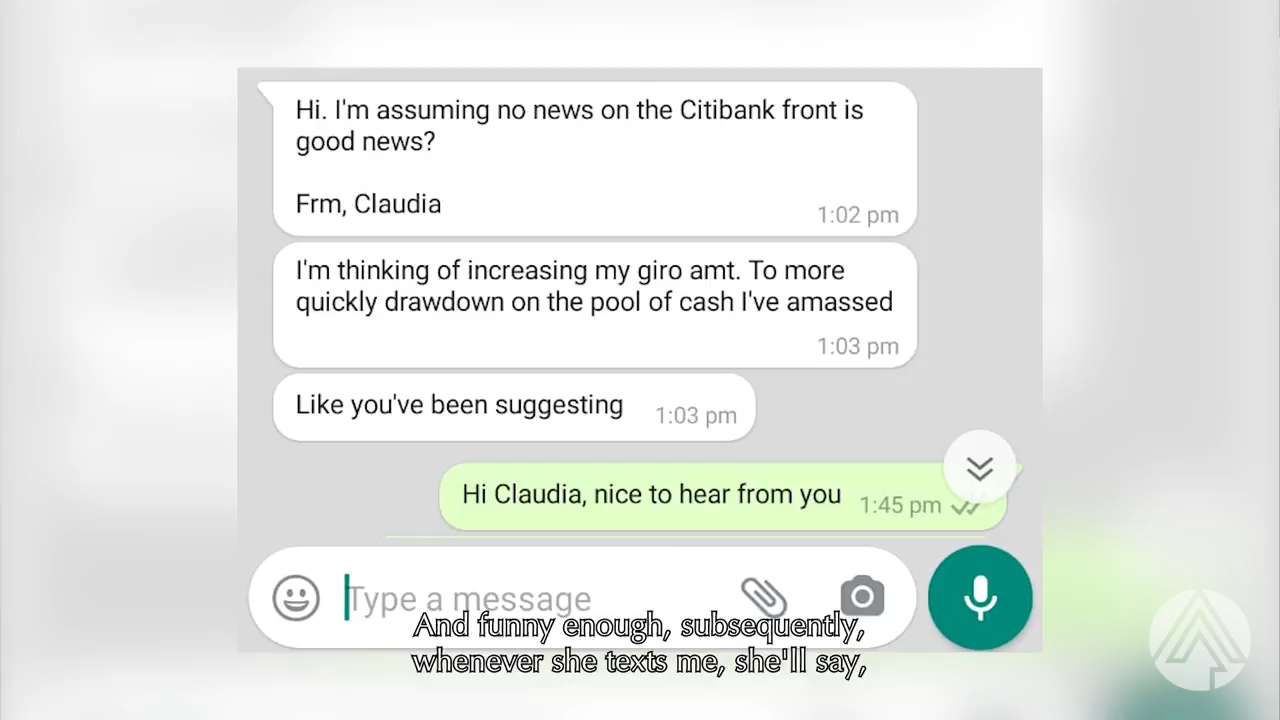 Hi. I'm assuming no news on the Citibank front is
good news?
Frm, Claudia
1:02 pm
I'm thinking of increasing my giro amt. To more
quickly drawdown on the pool of cash I've amassed
1:03 pm
Like you've been suggesting 1:03 pm
Hi Claudia, nice to hear from you 1:45 pm
Type a message
And funny enough, subsequently,
whenever she texts me, she'll say,